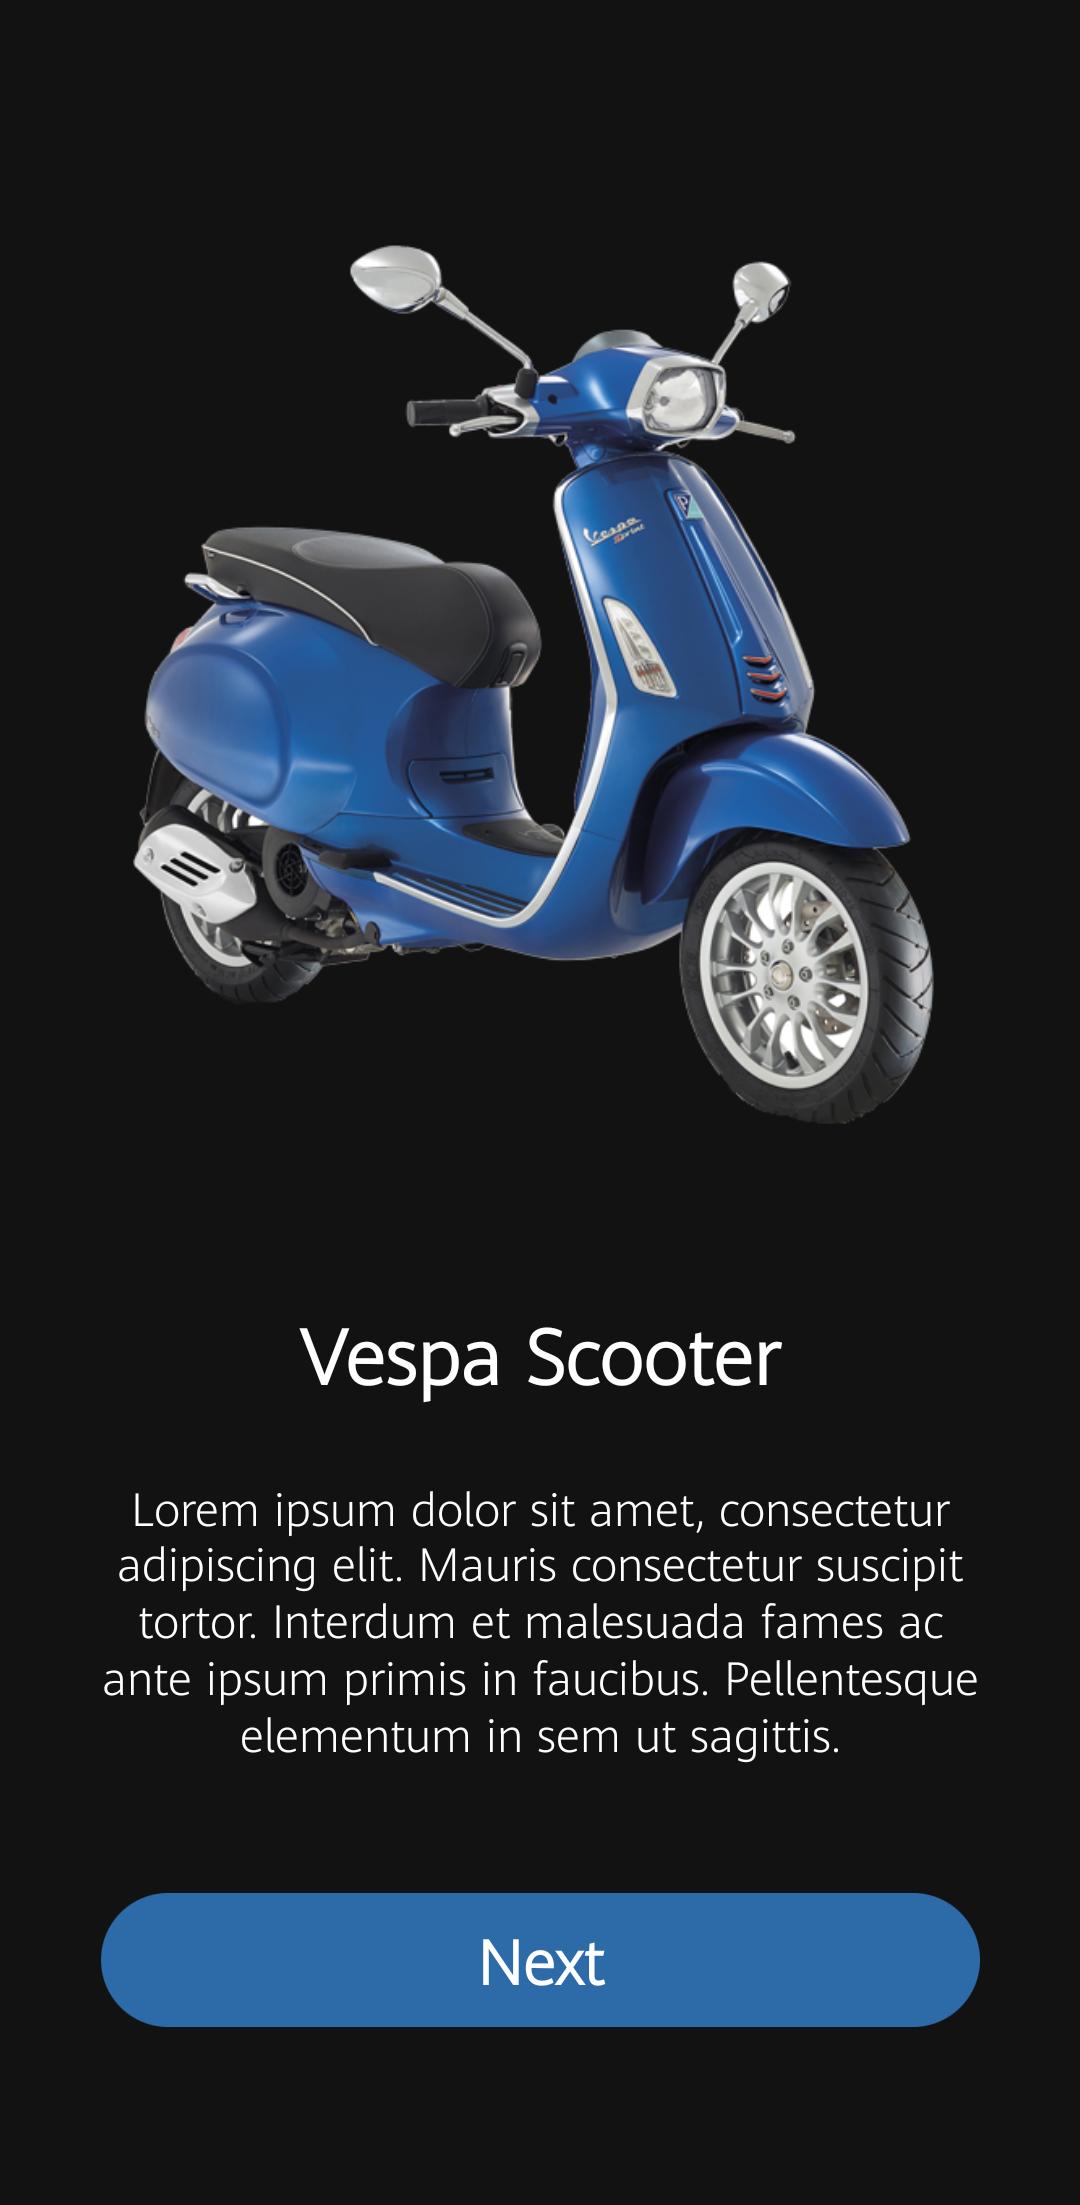 Vespa
Sprint
Vespa Scooter
Lorem ipsum dolor sit amet, consectetur
adipiscing elit. Mauris consectetur suscipit
tortor. Interdum et malesuada fames ac
ante ipsum primis in faucibus. Pellentesque
elementum in sem ut sagittis.
Next